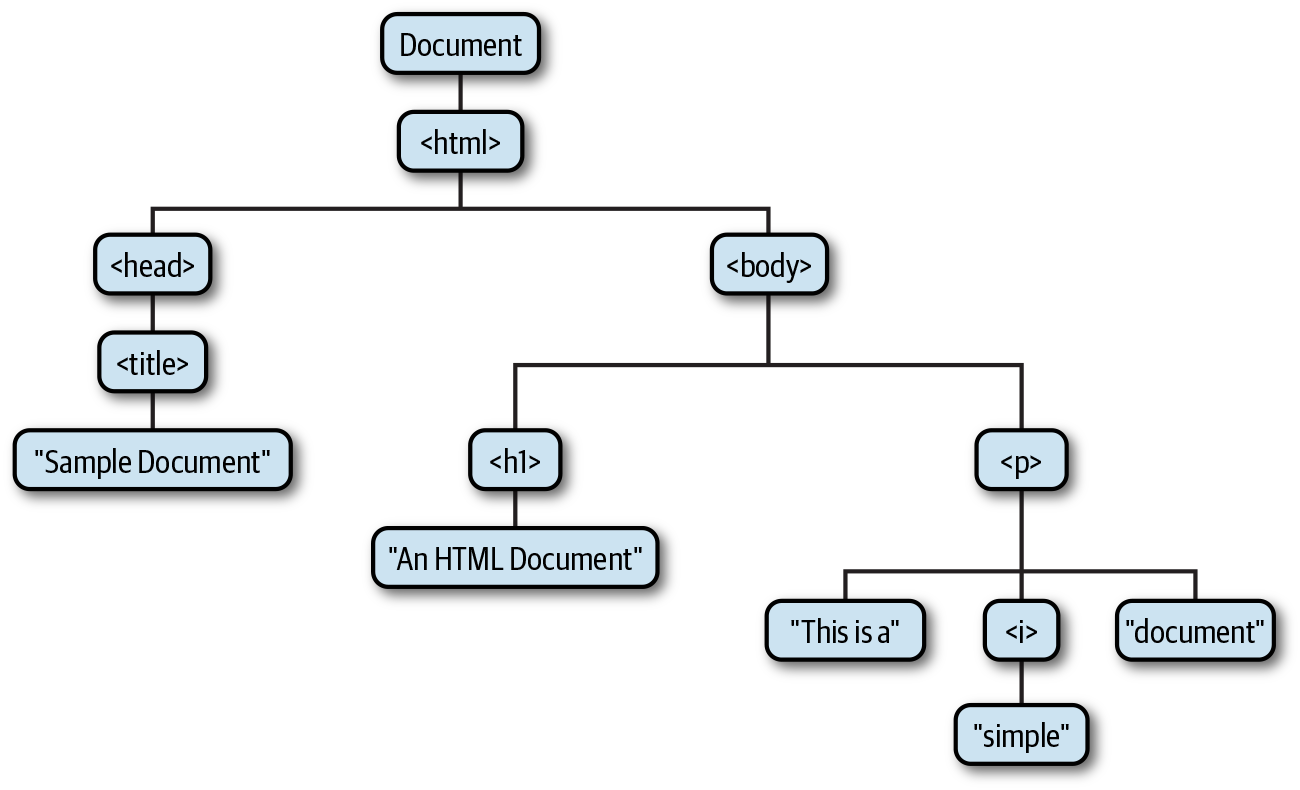 Document
<html>
<head>
<body>
<title>
"Sample Document"
<h1>
<p>
"An HTML Document"
"This is a"
<i>
"document"
"simple"